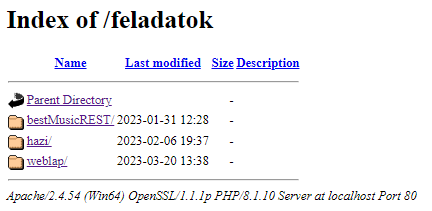 Index of /feladatok
Name Last modified Size Description
Parent Directory -
bestMusicREST/ 2023-01-31 12:28 -
hazi/ 2023-02-06 19:37 -
weblap/ 2023-03-20 13:38 -
Apache/2.4.54 (Win64) OpenSSL/1.1.1p PHP/8.1.10 Server at localhost Port 80